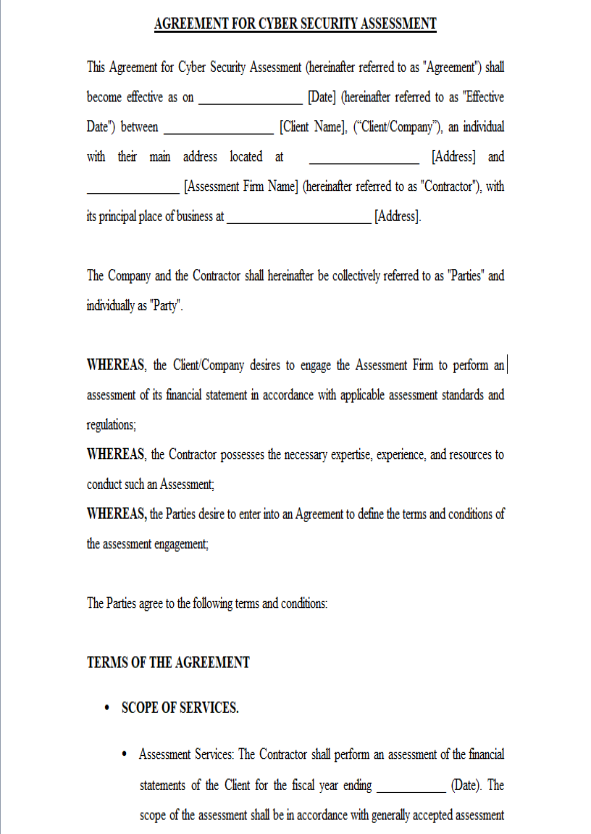 AGREEMENT FOR CYBER SECURITY ASSESSMENT
This Agreement for Cyber Security Assessment (hereinafter referred to as "Agreement") shall
become effective as on ___________________ [Date] (hereinafter referred to as "Effective
Date") between ____________________ [Client Name], (“Client/Company”), an individual
with their main address located at ____________________ [Address] and
_________________ [Assessment Firm Name] (hereinafter referred to as "Contractor"), with
its principal place of business at __________________________ [Address].
The Company and the Contractor shall hereinafter be collectively referred to as "Parties" and
individually as "Party".
WHEREAS, the Client/Company desires to engage the Assessment Firm to perform an
assessment of its financial statement in accordance with applicable assessment standards and
regulations;
WHEREAS, the Contractor possesses the necessary expertise, experience, and resources to
conduct such an Assessment;
WHEREAS, the Parties desire to enter into an Agreement to define the terms and conditions of
the assessment engagement;
The Parties agree to the following terms and conditions:
TERMS OF THE AGREEMENT
• SCOPE OF SERVICES.
• Assessment Services: The Contractor shall perform an assessment of the financial
statements of the Client for the fiscal year ending ____________ (Date). The
scope of the assessment shall be in accordance with generally accepted assessment